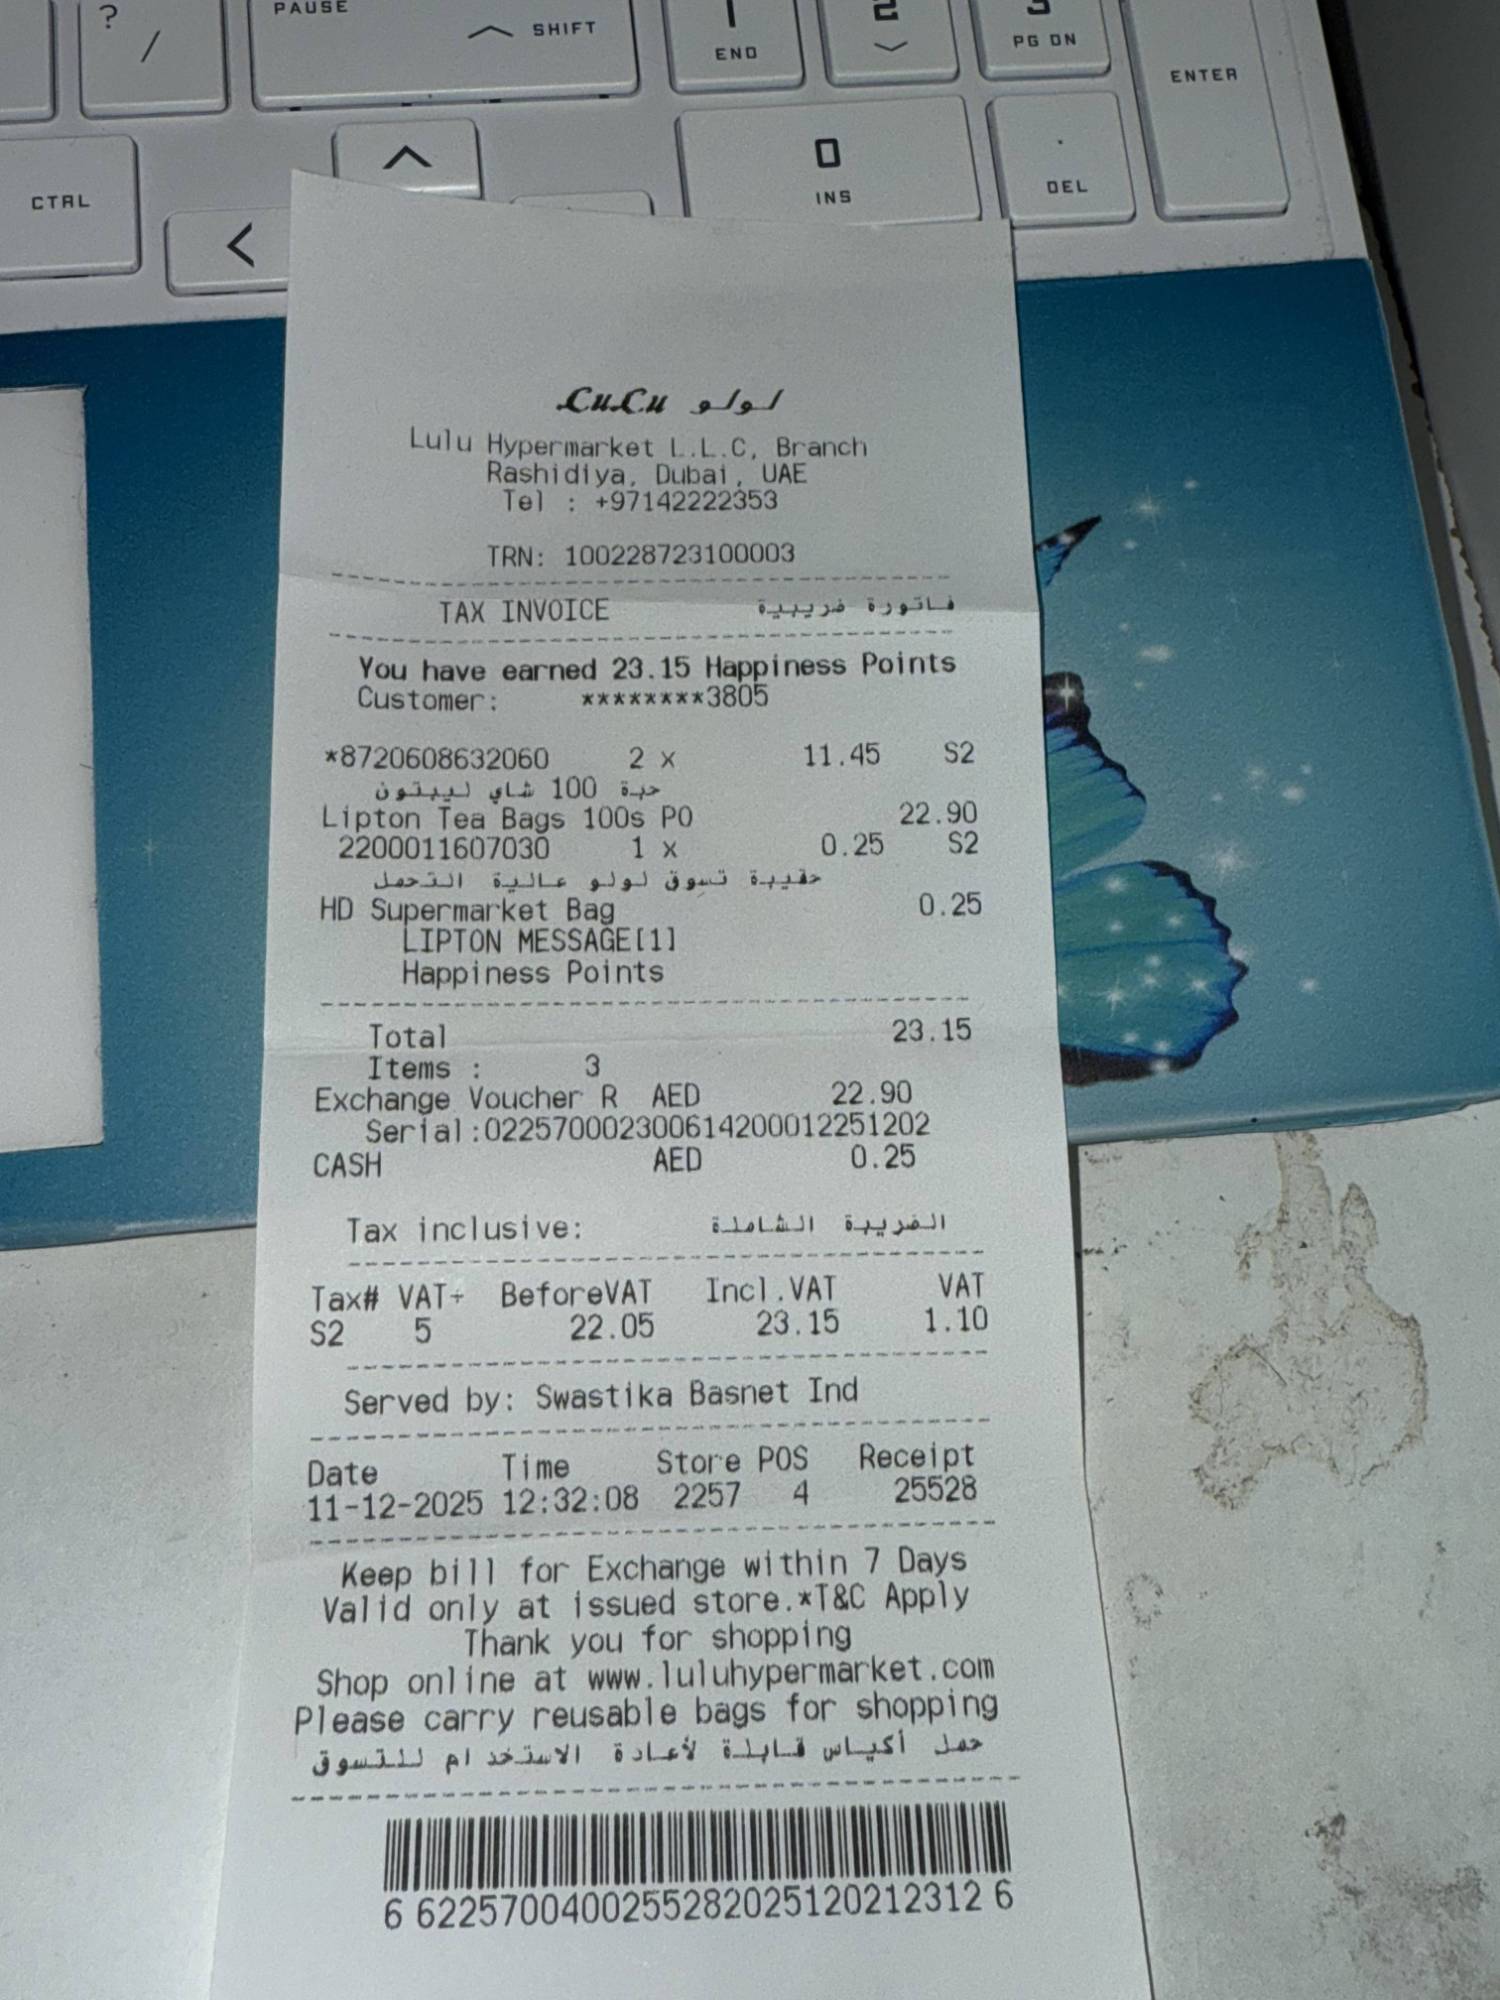 ?
/
PAUSE
SHIFT
1
END
2
3
PG DN
ENTER
CTRL
0
INS
.
DEL
LuLu لولو
Lulu Hypermarket L.L.C, Branch
Rashidiya, Dubai, UAE
Tel : +97142222353
TRN: 100228723100003
TAX INVOICE فاتورة ضريبية
You have earned 23.15 Happiness Points
Customer: ********3805
*8720608632060 2 x 11.45 S2
حبة 100 شاي ليبتون
Lipton Tea Bags 100s PO 22.90
2200011607030 1 x 0.25 S2
حقيبة تسوق لولو عالية التحمل
HD Supermarket Bag 0.25
LIPTON MESSAGE[1]
Happiness Points
Total 23.15
Items : 3
Exchange Voucher R AED 22.90
Serial:022570002300614200012251202
CASH AED 0.25
Tax inclusive: الضريبة الشاملة
Tax# VAT÷ BeforeVAT Incl.VAT VAT
S2 5 22.05 23.15 1.10
Served by: Swastika Basnet Ind
Date Time Store POS Receipt
11-12-2025 12:32:08 2257 4 25528
Keep bill for Exchange within 7 Days
Valid only at issued store.*T&C Apply
Thank you for shopping
Shop online at www.luluhypermarket.com
Please carry reusable bags for shopping
حمل أكياس قابلة لأعادة الاستخدام للتسوق
6 622570040025528202512021231​2 6